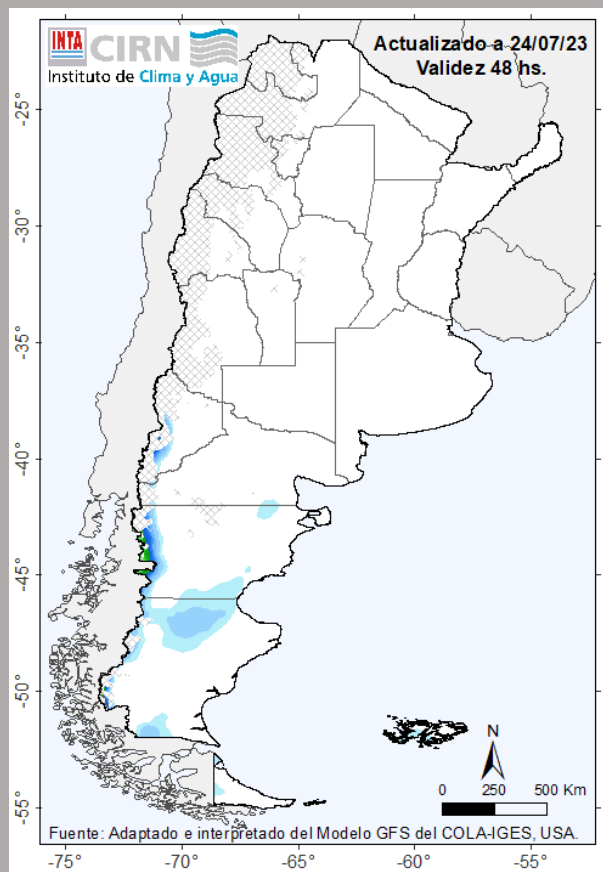 INTA CIRN
Instituto de Clima y Agua
Actualizado a 24/07/23
Validez 48 hs.
-25°
-30°
-35°
-40°
-45°
-50°
-55°
N
0 250 500 Km
Fuente: Adaptado e interpretado del Modelo GFS del COLA-IGES, USA.
-75° -70° -65° -60° -55°